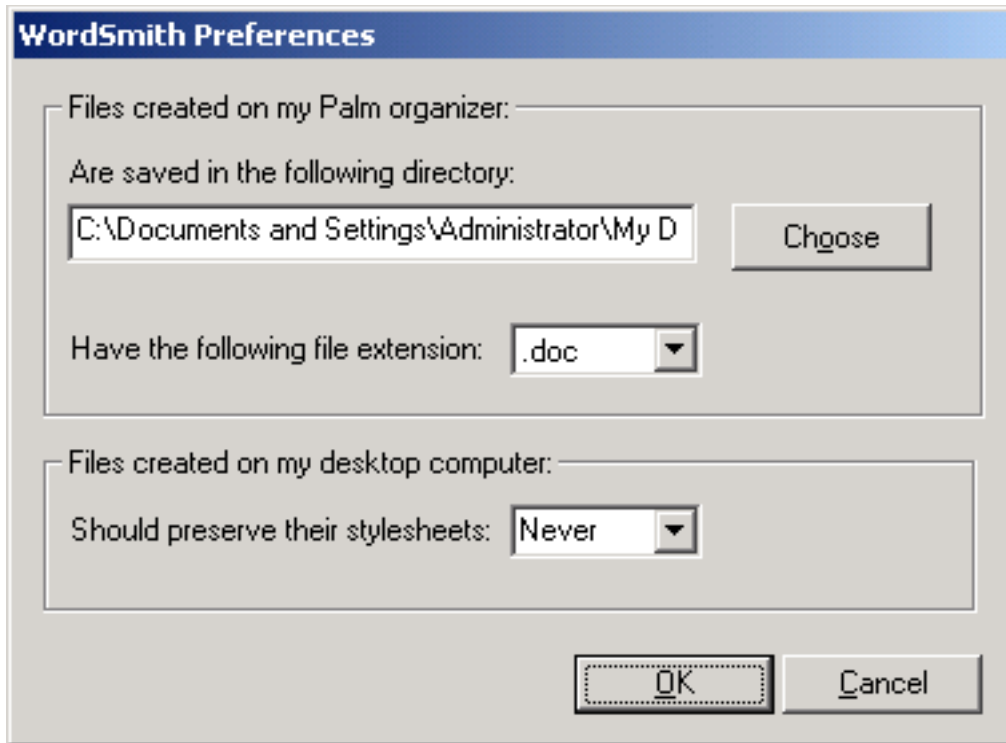 WordSmith Preferences
Files created on my Palm organizer:
Are saved in the following directory:
C:\Documents and Settings\Administrator\My D
Choose
Have the following file extension: .doc
Files created on my desktop computer:
Should preserve their stylesheets: Never
OK Cancel